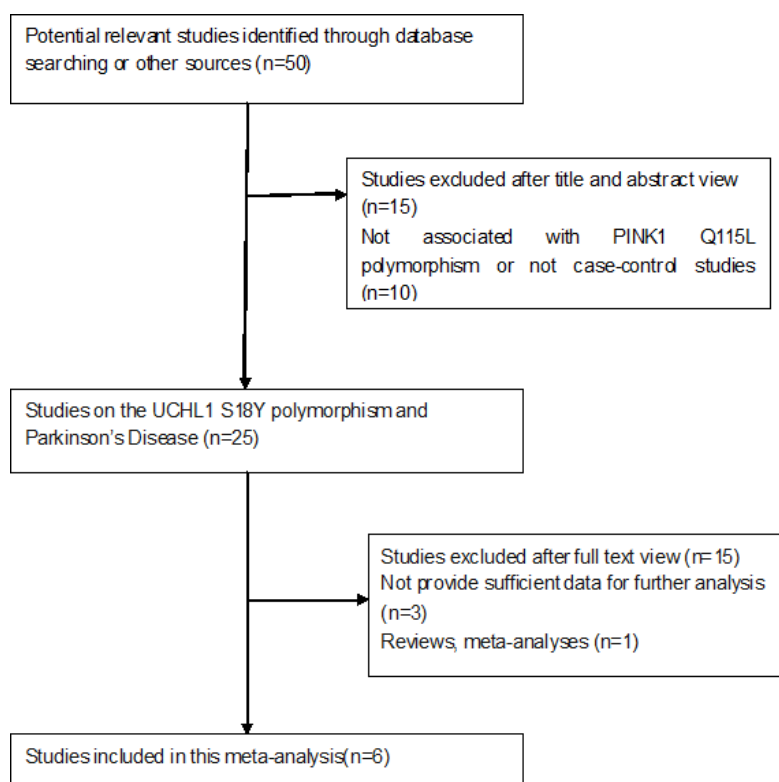 Potential relevant studies identified through database
searching or other sources (n=50)
Studies excluded after title and abstract view
(n=15)
Not associated with PINK1 Q115L
polymorphism or not case-control studies
(n=10)
Studies on the UCHL1 S18Y polymorphism and
Parkinson's Disease (n=25)
Studies excluded after full text view (n=15)
Not provide sufficient data for further analysis
(n=3)
Reviews, meta-analyses (n=1)
Studies included in this meta-analysis(n=6)